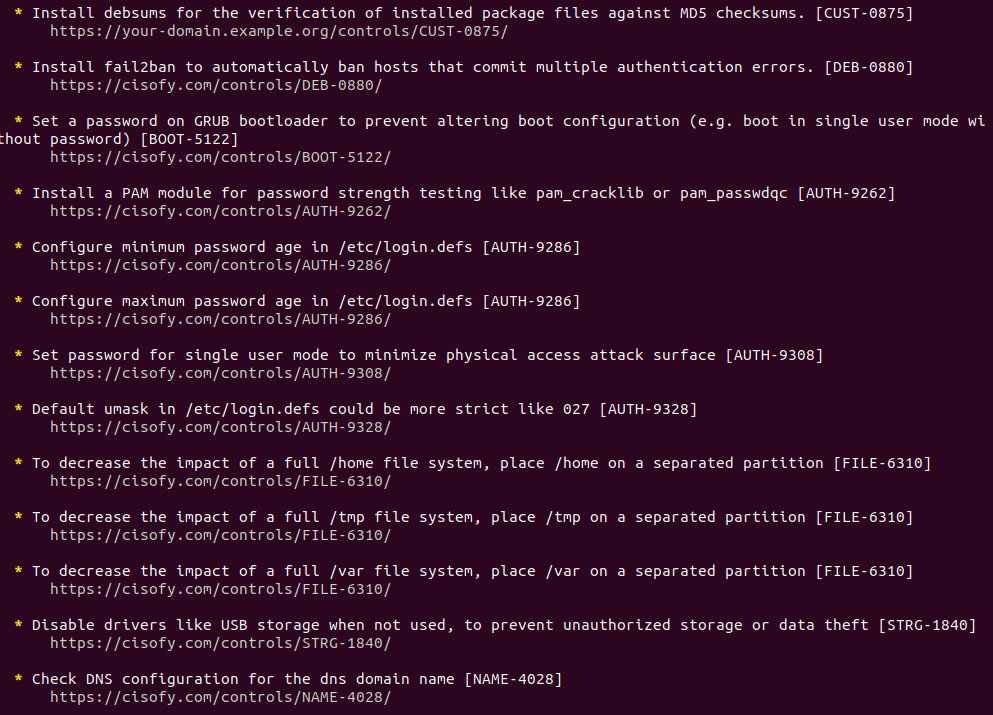 * Install debsums for the verification of installed package files against MD5 checksums. [CUST-0875]
https://your-domain.example.org/controls/CUST-0875/
* Install fail2ban to automatically ban hosts that commit multiple authentication errors. [DEB-0880]
https://cisofy.com/controls/DEB-0880/
* Set a password on GRUB bootloader to prevent altering boot configuration (e.g. boot in single user mode wi
thout password) [BOOT-5122]
https://cisofy.com/controls/BOOT-5122/
* Install a PAM module for password strength testing like pam_cracklib or pam_passwdqc [AUTH-9262]
https://cisofy.com/controls/AUTH-9262/
* Configure minimum password age in /etc/login.defs [AUTH-9286]
https://cisofy.com/controls/AUTH-9286/
* Configure maximum password age in /etc/login.defs [AUTH-9286]
https://cisofy.com/controls/AUTH-9286/
* Set password for single user mode to minimize physical access attack surface [AUTH-9308]
https://cisofy.com/controls/AUTH-9308/
* Default umask in /etc/login.defs could be more strict like 027 [AUTH-9328]
https://cisofy.com/controls/AUTH-9328/
* To decrease the impact of a full /home file system, place /home on a separated partition [FILE-6310]
https://cisofy.com/controls/FILE-6310/
* To decrease the impact of a full /tmp file system, place /tmp on a separated partition [FILE-6310]
https://cisofy.com/controls/FILE-6310/
* To decrease the impact of a full /var file system, place /var on a separated partition [FILE-6310]
https://cisofy.com/controls/FILE-6310/
* Disable drivers like USB storage when not used, to prevent unauthorized storage or data theft [STRG-1840]
https://cisofy.com/controls/STRG-1840/
* Check DNS configuration for the dns domain name [NAME-4028]
https://cisofy.com/controls/NAME-4028/